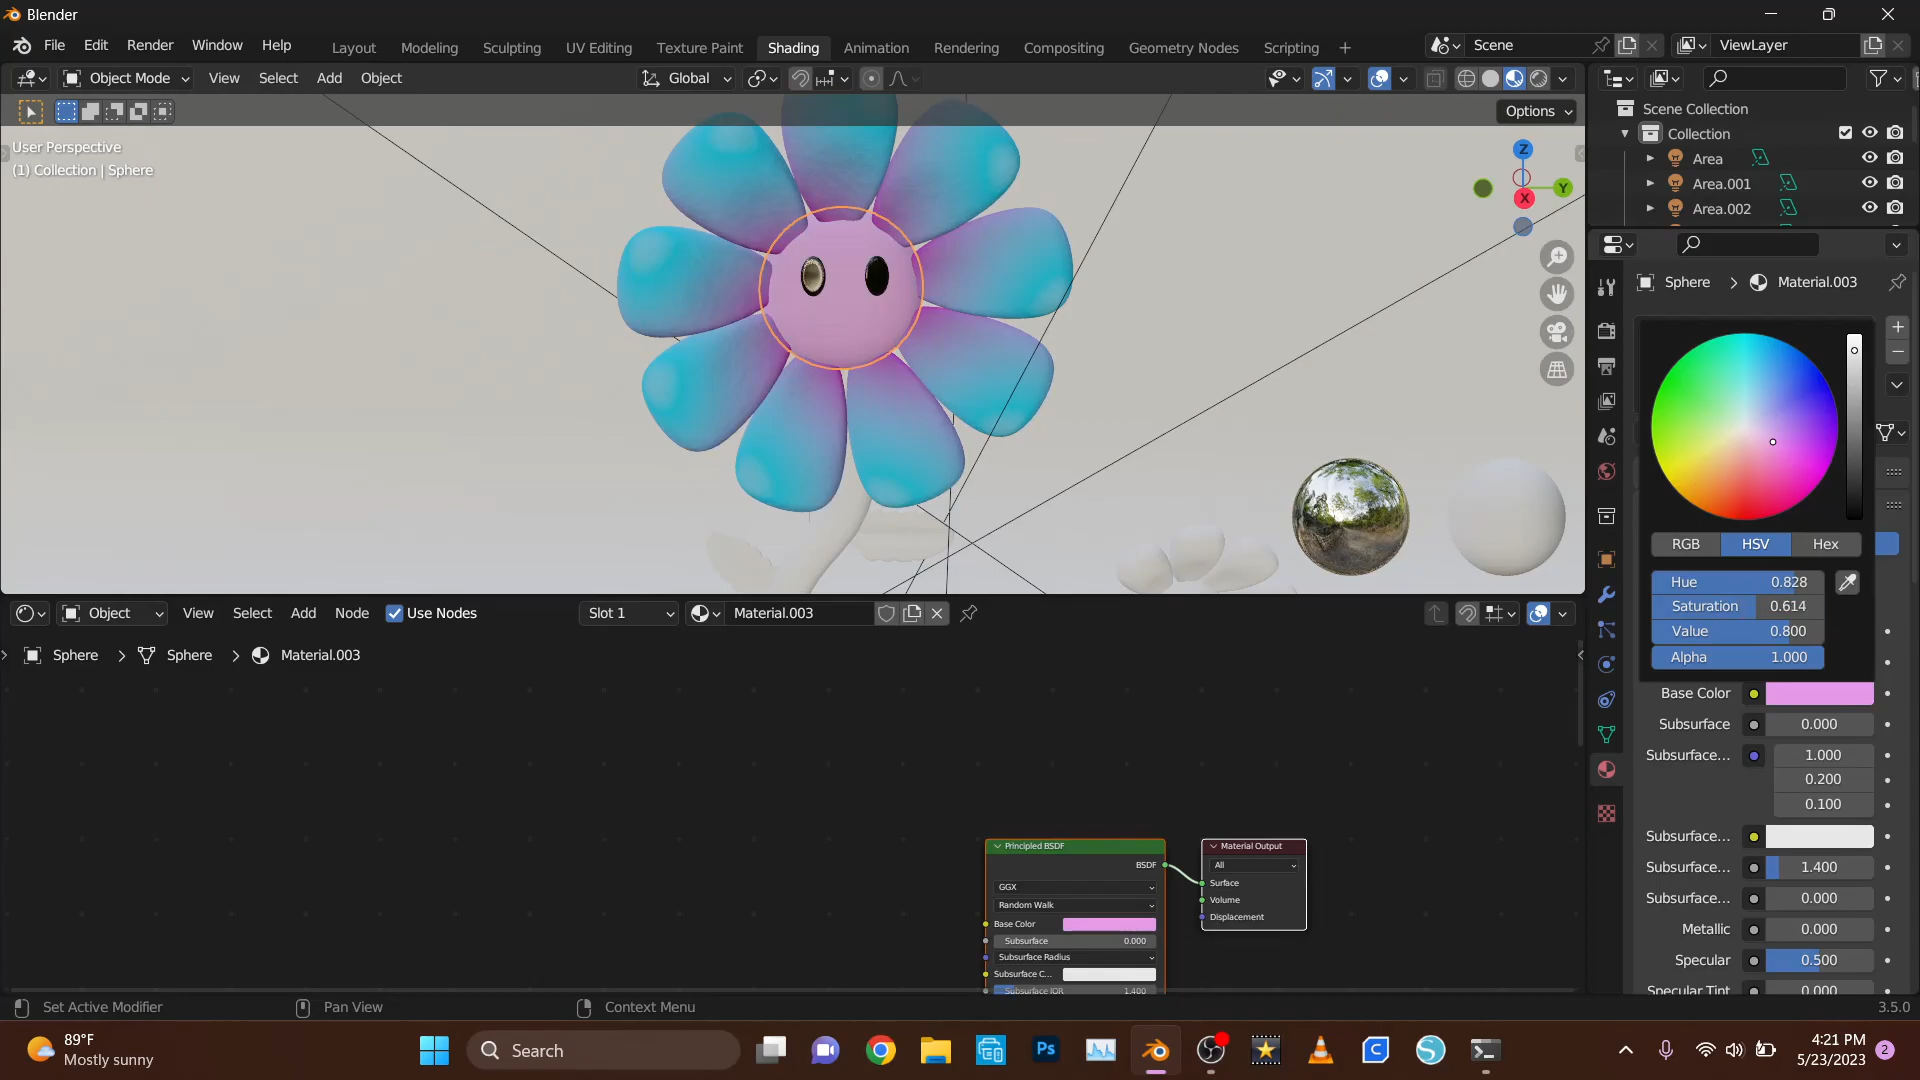 Blender
File Edit Render Window Help
Layout Modeling Sculpting UV Editing Texture Paint Shading Animation Rendering Compositing Geometry Nodes Scripting +
Scene
ViewLayer
Object Mode View Select Add Object
Global
Options
User Perspective
(1) Collection | Sphere
Z
Y
X
Scene Collection
Collection
Area
Area.001
Area.002
Sphere > Material.003
RGB HSV Hex
Hue 0.828
Saturation 0.614
Value 0.800
Alpha 1.000
Base Color
Subsurface 0.000
Subsurface... 1.000
0.200
0.100
Subsurface...
Subsurface... 1.400
Subsurface... 0.000
Metallic 0.000
Specular 0.500
Specular Tint 0.000
Object View Select Add Node Use Nodes Slot 1 Material.003
Sphere > Sphere > Material.003
Principled BSDF
BSDF
GGX
Random Walk
Base Color
Subsurface 0.000
Subsurface Radius
Subsurface C...
Subsurface IOR 1.400
Material Output
All
Surface
Volume
Displacement
Set Active Modifier Pan View Context Menu 3.5.0
89°F
Mostly sunny
Search
Ps
4:21 PM
5/23/2023
2